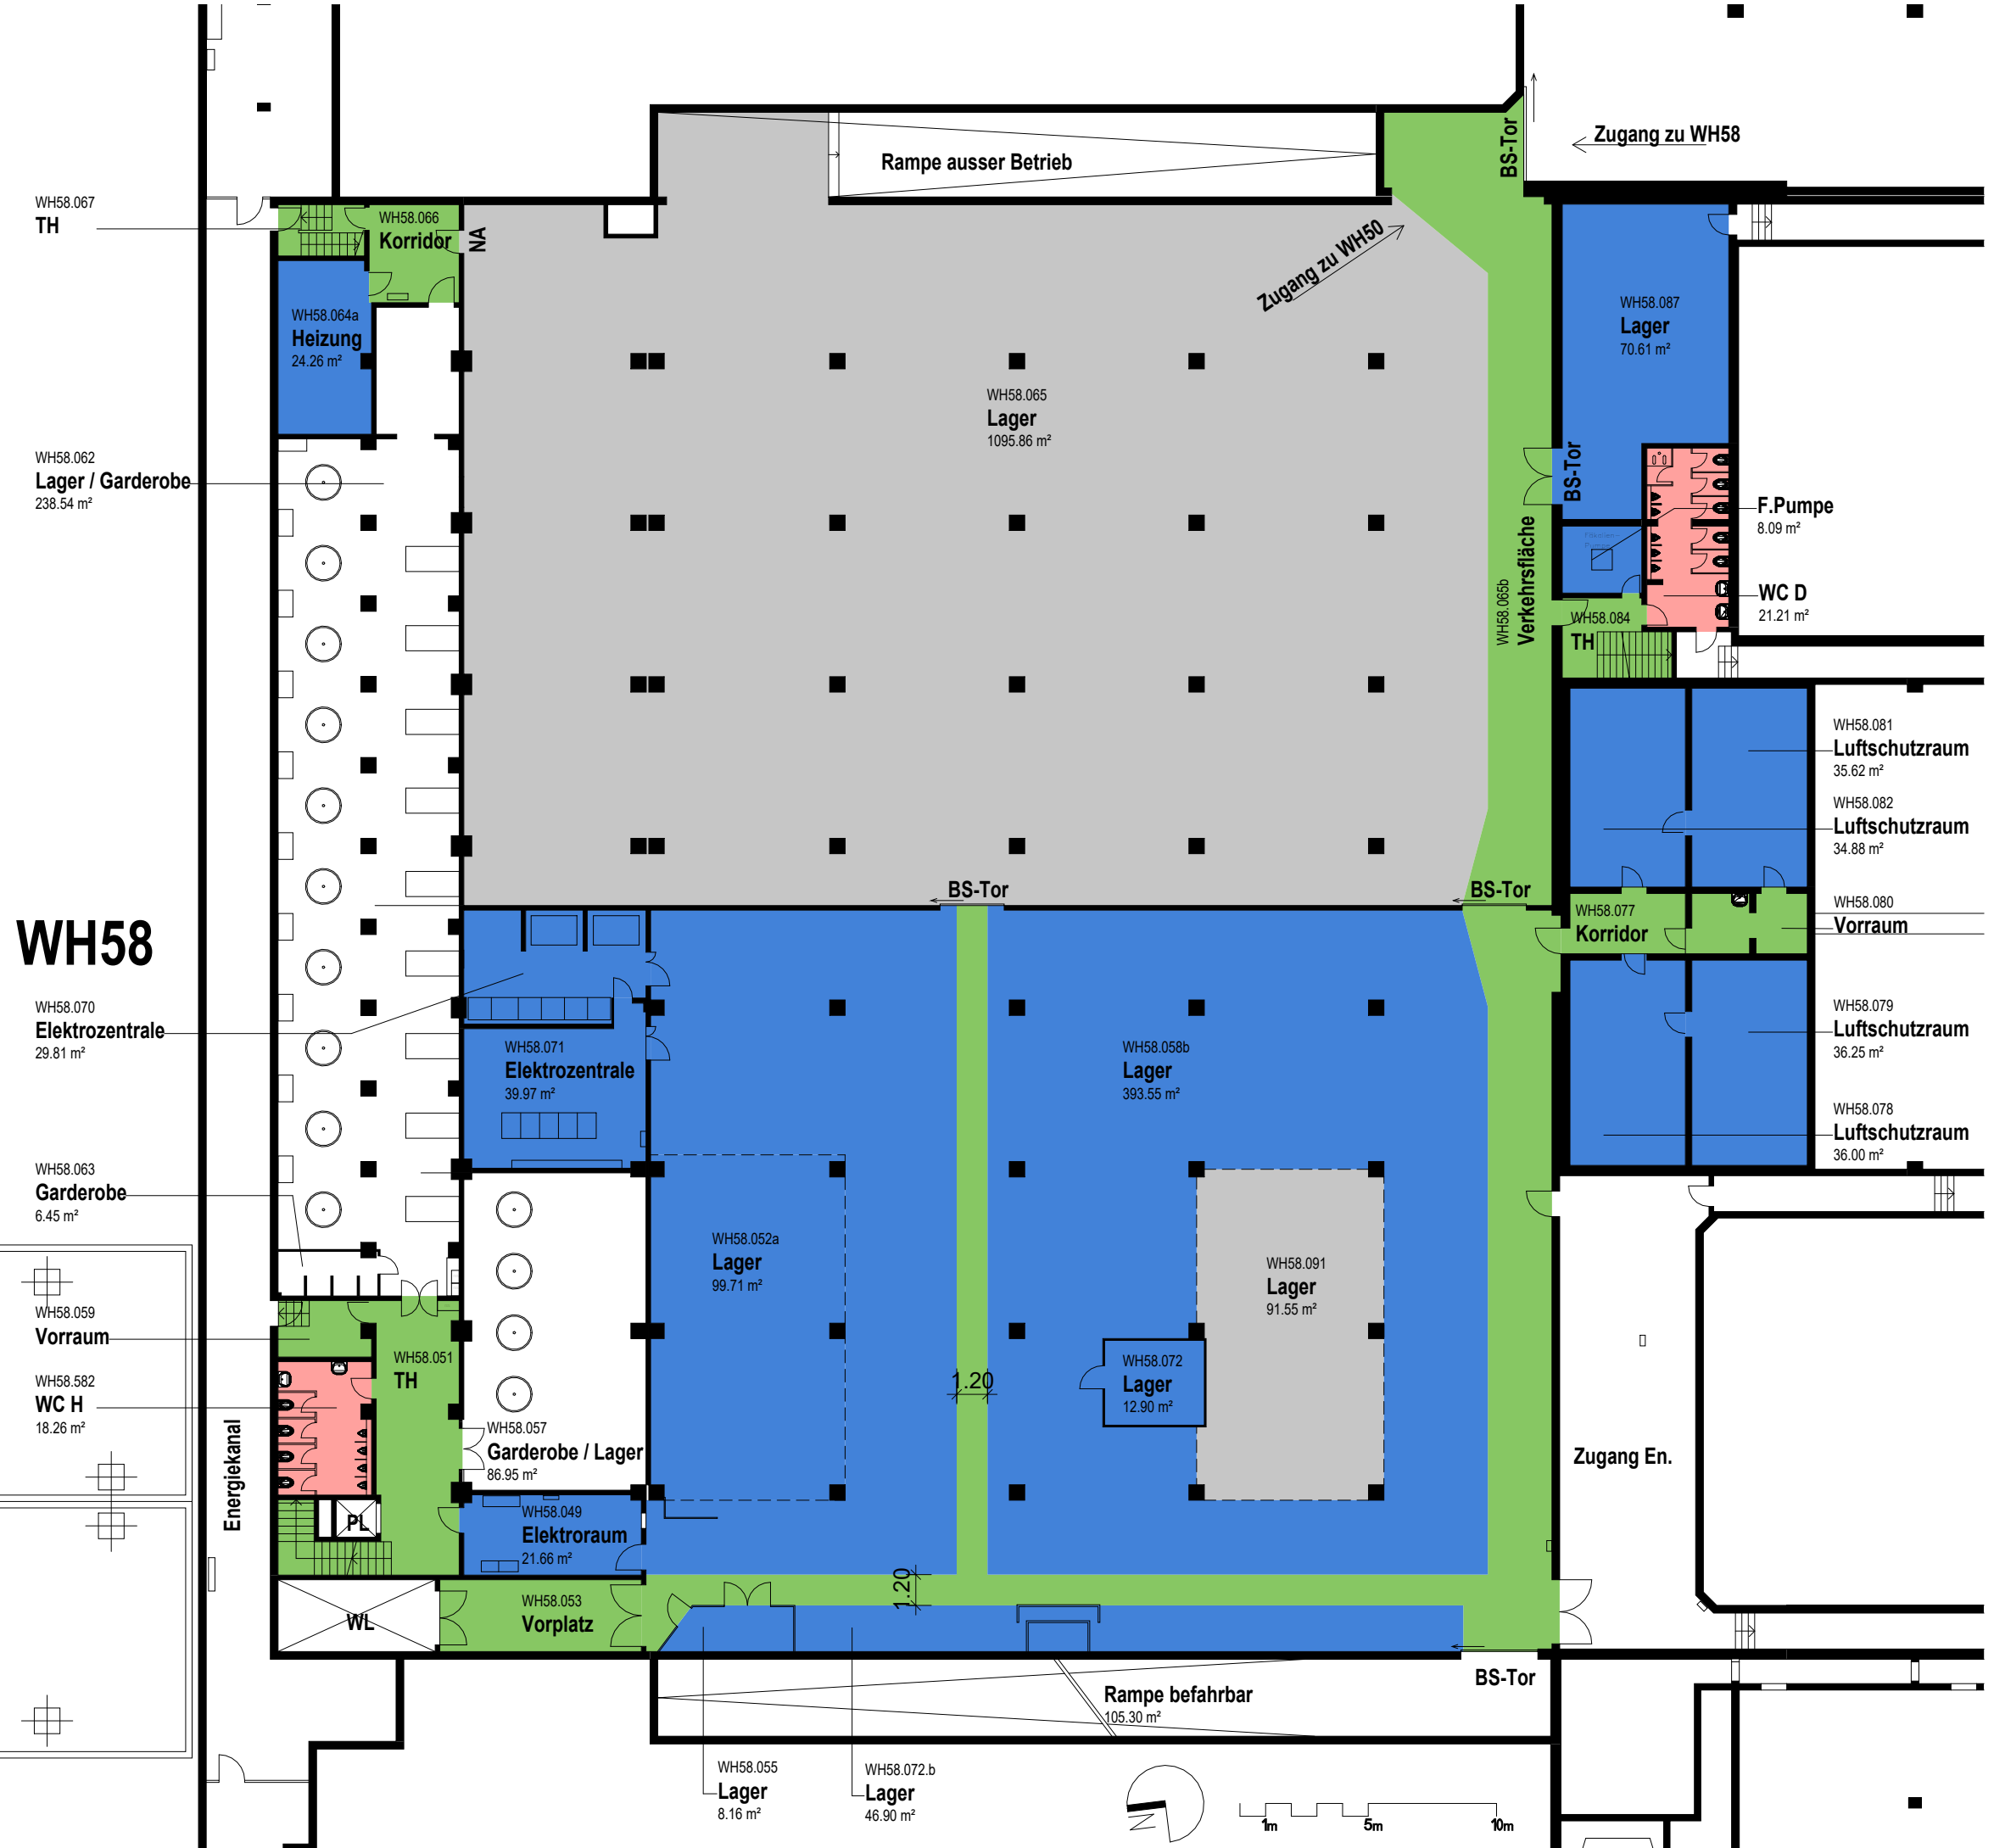 BS-Tor
Zugang zu WH58
Rampe ausser Betrieb
WH58.067
TH
WH58.066
Korridor
NA
Zugang zu WH50
WH58.064a
Heizung
24.26 m²
WH58.087
Lager
70.61 m²
WH58.065
Lager
1095.86 m²
WH58.062
Lager / Garderobe
238.54 m²
BS-Tor
F.Pumpe
8.09 m²
WH58.065b
Verkehrsfläche
WC D
21.21 m²
WH58.084
TH
WH58.081
Luftschutzraum
35.62 m²
WH58.082
Luftschutzraum
34.88 m²
BS-Tor
BS-Tor
WH58.077
Korridor
WH58.080
Vorraum
WH58
WH58.070
Elektrozentrale
29.81 m²
WH58.071
Elektrozentrale
39.97 m²
WH58.058b
Lager
393.55 m²
WH58.079
Luftschutzraum
36.25 m²
WH58.078
Luftschutzraum
36.00 m²
WH58.063
Garderobe
6.45 m²
WH58.052a
Lager
99.71 m²
WH58.091
Lager
91.55 m²
WH58.059
Vorraum
WH58.051
TH
WH58.072
Lager
12.90 m²
1.20
WH58.582
WC H
18.26 m²
Energiekanal
WH58.057
Garderobe / Lager
86.95 m²
Zugang En.
PL
WH58.049
Elektroraum
21.66 m²
1.20
WL
WH58.053
Vorplatz
BS-Tor
Rampe befahrbar
105.30 m²
WH58.055
Lager
8.16 m²
WH58.072.b
Lager
46.90 m²
N
1m
5m
10m